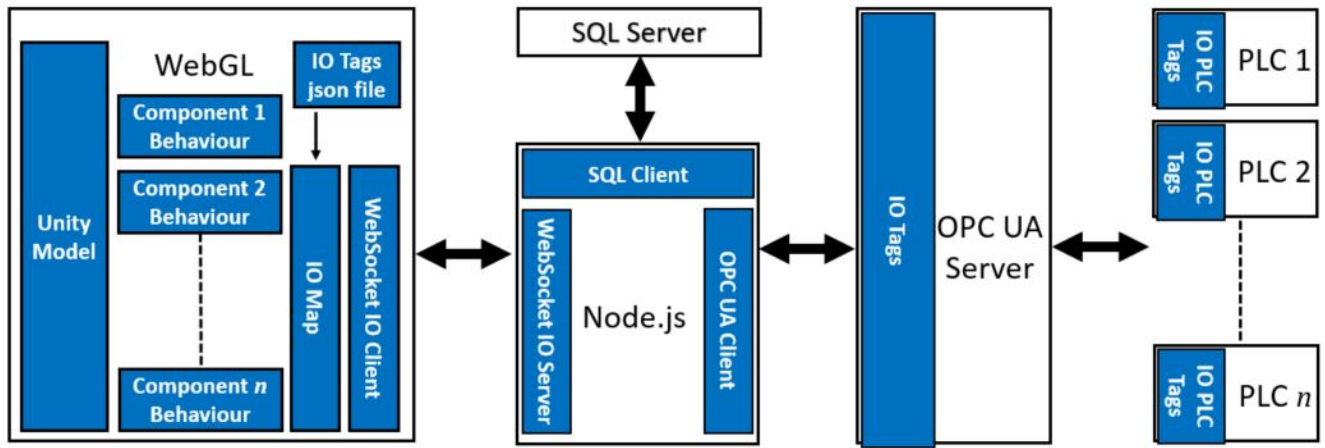 WebGL
Unity
Model
Component 1
Behaviour
Component 2
Behaviour
Component n
Behaviour
IO Tags
json file
IO Map
WebSocket IO Client
SQL Server
SQL Client
WebSocket IO Server
Node.js
OPC UA Client
IO Tags
OPC UA
Server
IO PLC
Tags
PLC 1
IO PLC
Tags
PLC 2
IO PLC
Tags
PLC n